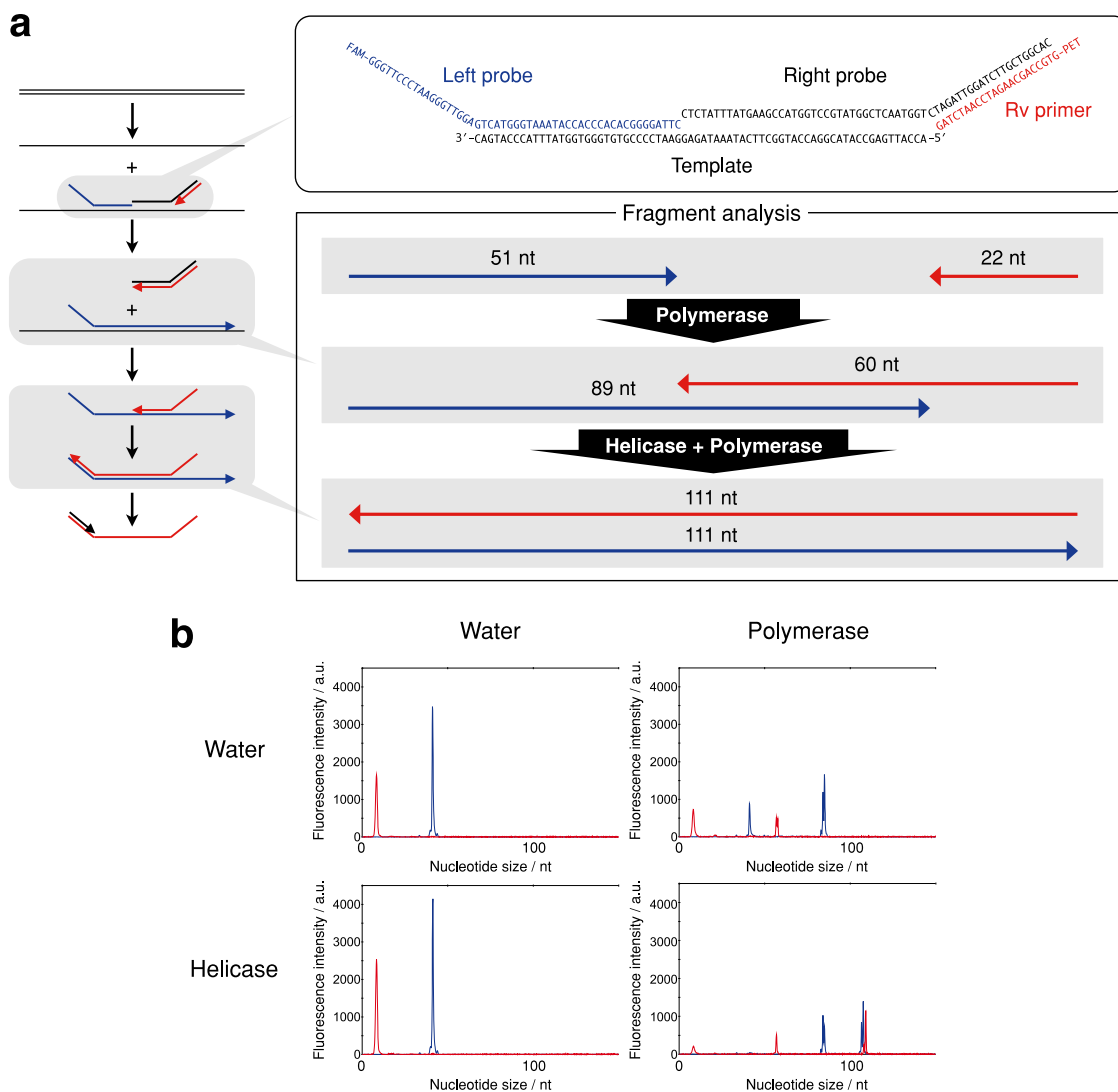 a
FAM-GGGTTCCCTAAGGGTTGGA
GTCATGGGTAAATACCACCCACACGGGGATTC
Left probe
Right probe
CTCTATTTATGAAGCCATGGTCCGTATGGCTCAATGGT
CTAGATTGGATCTTGCTGGCAC
GATCTAACCTAGAACGACCGTG-PET
Rv primer
3′-CAGTACCCATTTATGGTGGGTGTGCCCCTAAGGAGATAAATACTTCGGTACCAGGCATACCGAGTTACCA-5′
Template
+
Fragment analysis
51 nt
22 nt
Polymerase
+
60 nt
89 nt
Helicase + Polymerase
111 nt
111 nt
b
Water
Polymerase
Water
Fluorescence intensity / a.u.
4000
3000
2000
1000
0
0
100
Nucleotide size / nt
Fluorescence intensity / a.u.
4000
3000
2000
1000
0
0
100
Nucleotide size / nt
Helicase
Fluorescence intensity / a.u.
4000
3000
2000
1000
0
0
100
Nucleotide size / nt
Fluorescence intensity / a.u.
4000
3000
2000
1000
0
0
100
Nucleotide size / nt